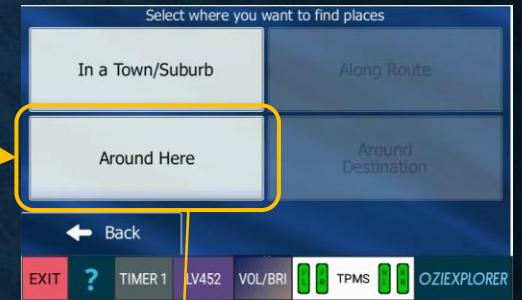 Select where you want to find places
In a Town/Suburb
Along Route
Around Here
Around
Destination
Back
EXIT ? TIMER 1 LV452 VOL/BRI F L F R TPMS R L R R OZIEXPLORER